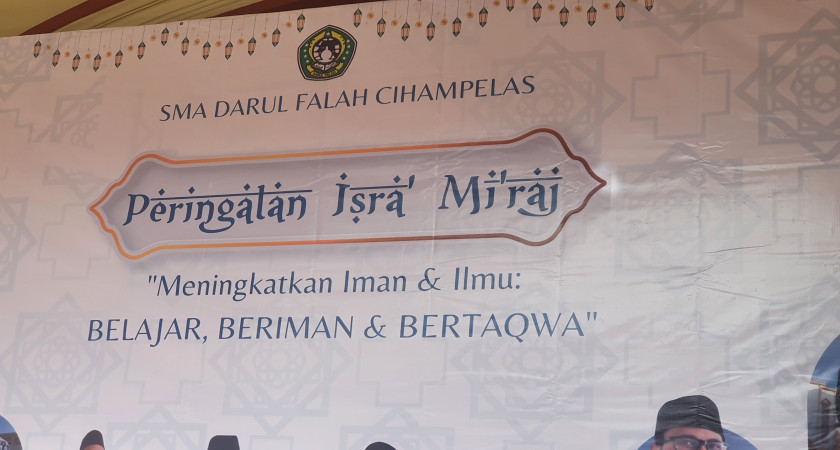 SMA DARUL FALAH CIHAMPELAS
Peringatan Isra' Mi'raj
"Meningkatkan Iman & Ilmu:
BELAJAR, BERIMAN & BERTAQWA"